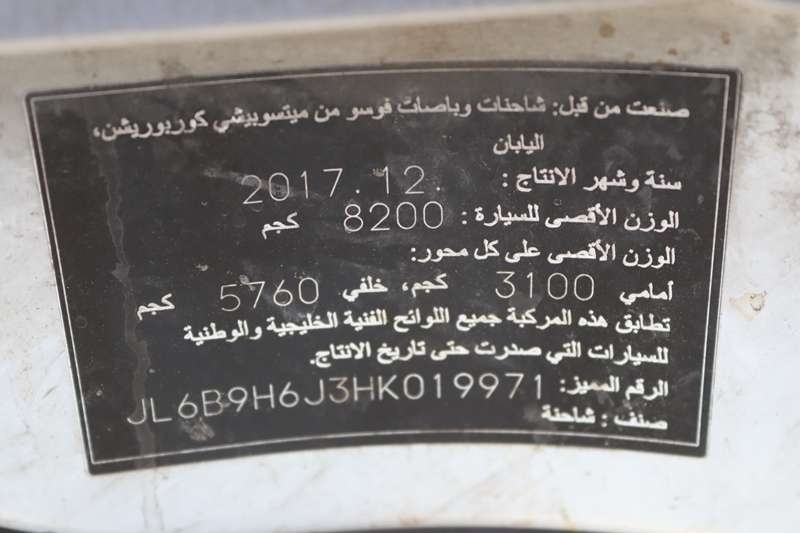 صنعت من قبل: شاحنات وباصات فوسو من ميتسوبيشي كوربوريشن،
اليابان
سنة وشهر الانتاج : 2017.12.
الوزن الأقصى للسيارة : 8200 كجم
الوزن الأقصى على كل محور:
أمامي 3100 كجم، خلفي 5760 كجم
تطابق هذه المركبة جميع اللوائح الفنية الخليجية والوطنية
للسيارات التي صدرت حتى تاريخ الانتاج.
الرقم المميز: JL6B9H6J3HK019971
صنف : شاحنة